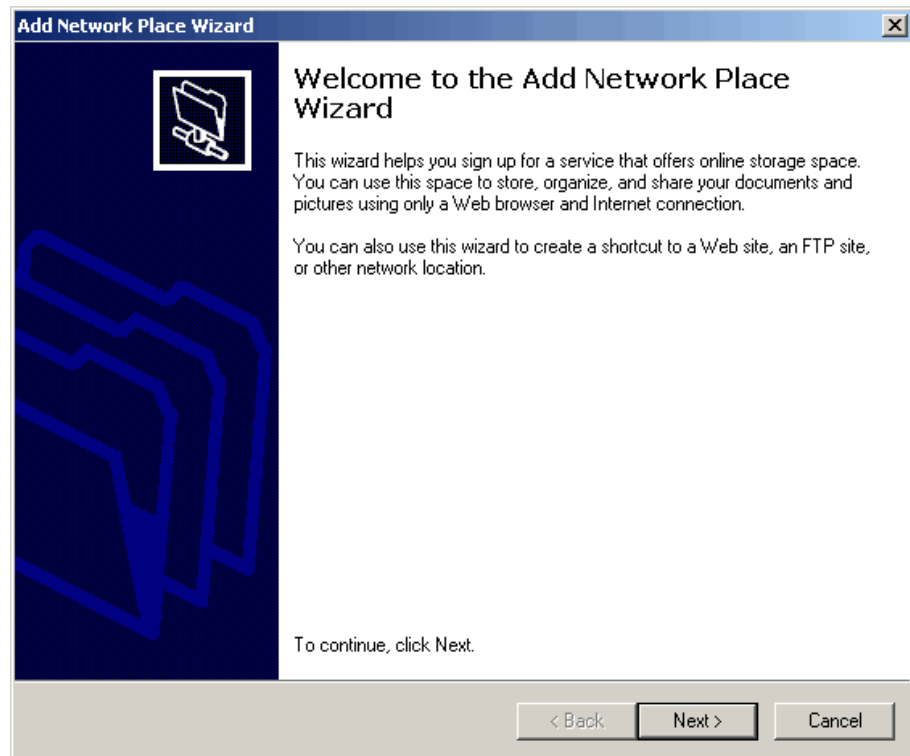 Add Network Place Wizard
Welcome to the Add Network Place
Wizard
This wizard helps you sign up for a service that offers online storage space.
You can use this space to store, organize, and share your documents and
pictures using only a Web browser and Internet connection.
You can also use this wizard to create a shortcut to a Web site, an FTP site,
or other network location.
To continue, click Next.
< Back Next > Cancel